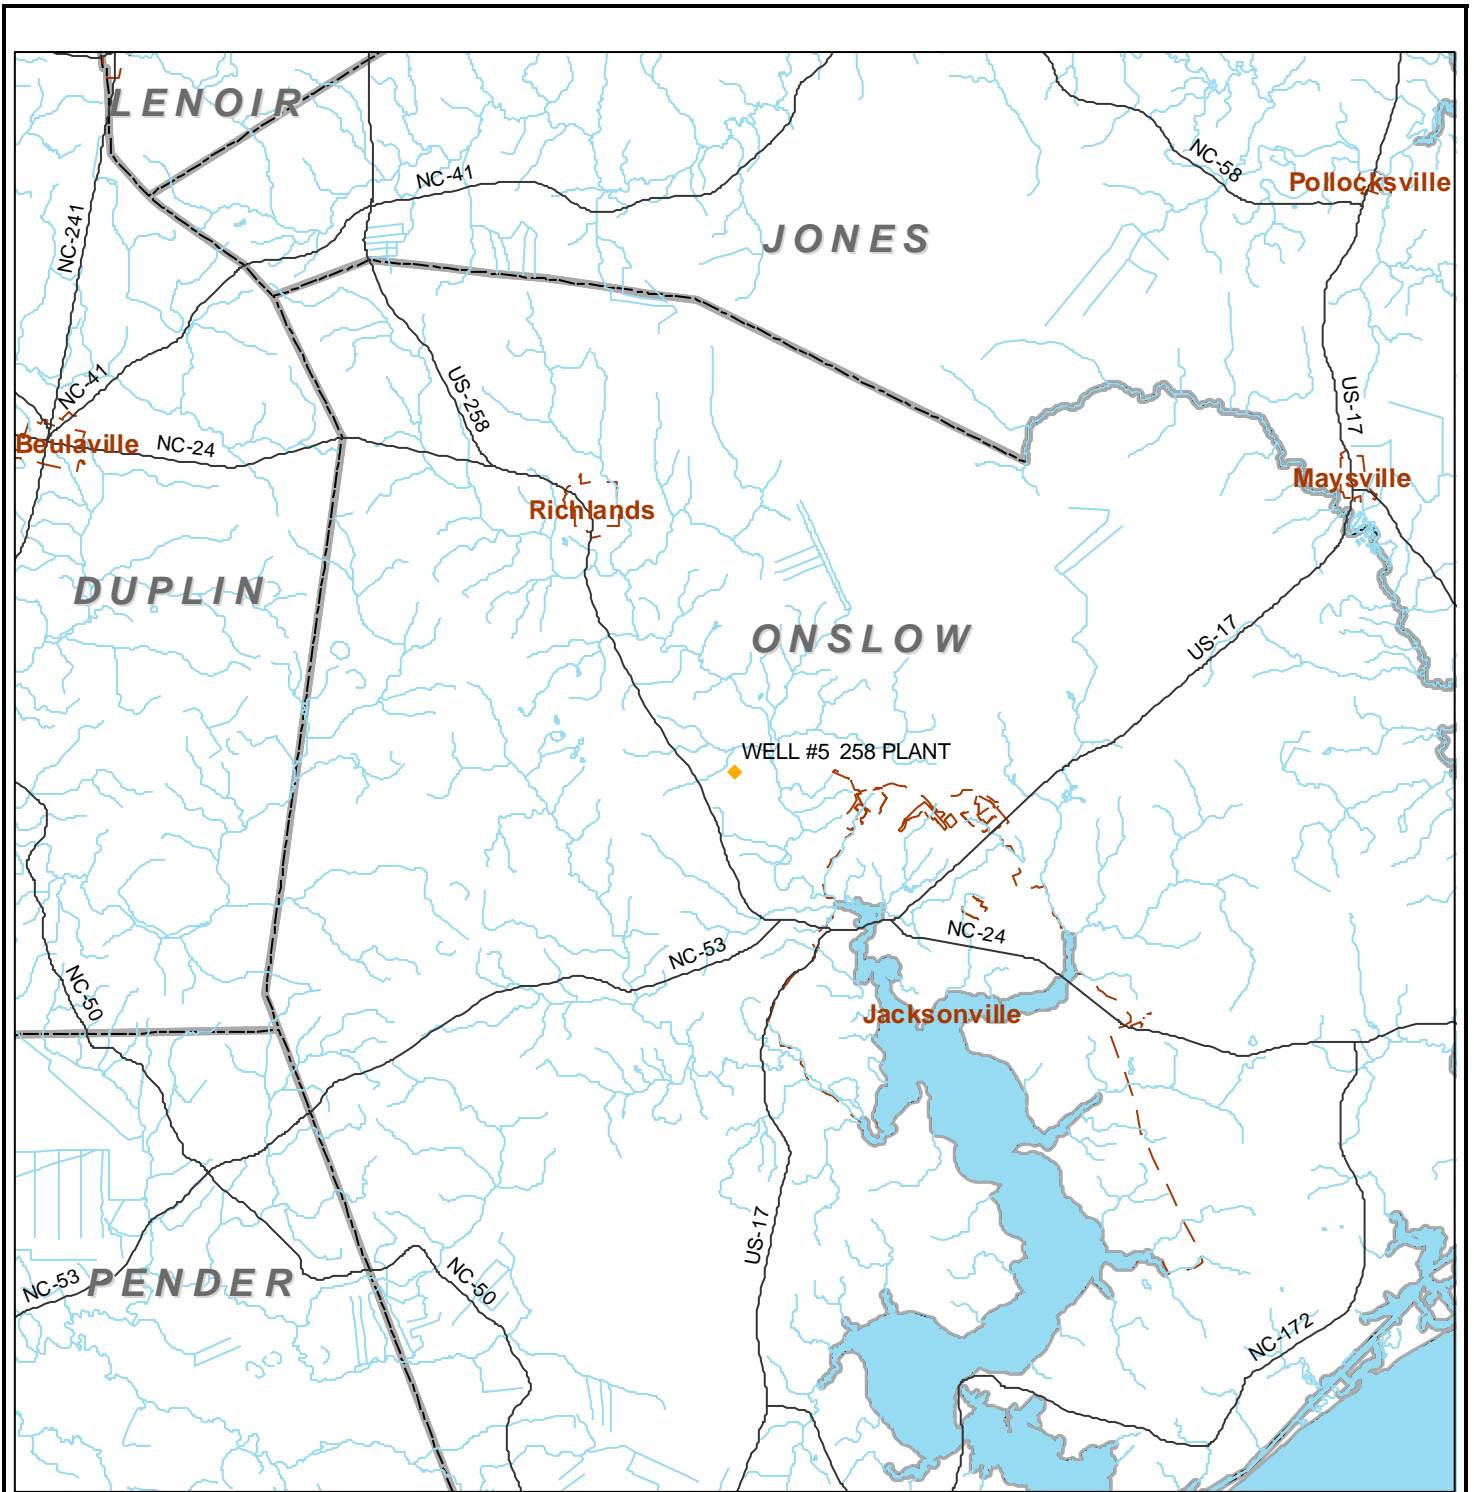 LENOIR
NC-41
NC-58
Pollocksville
NC-241
JONES
NC-41
US-258
US-17
Beulaville
NC-24
Maysville
Richlands
DUPLIN
ONSLOW
US-17
WELL #5 258 PLANT
NC-24
NC-53
NC-50
Jacksonville
US-17
NC-53
PENDER
NC-50
NC-172